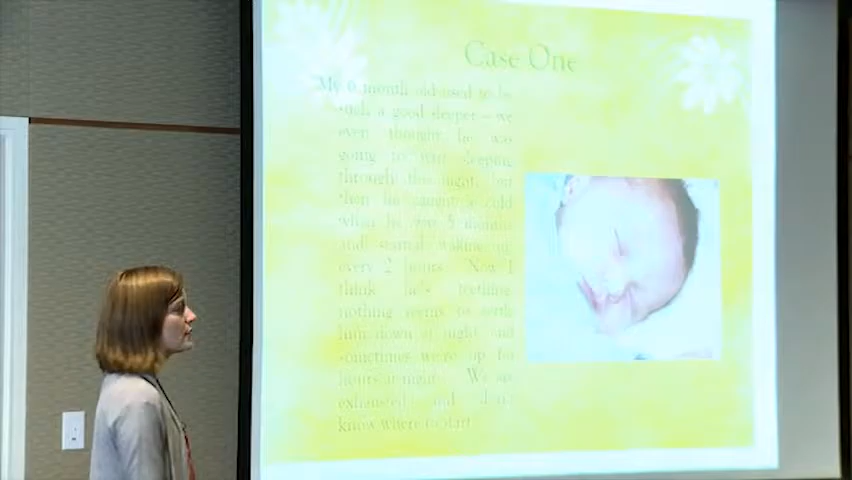 Case One
My 6 month old used to be
such a good sleeper – we
even thought he was
going to start sleeping
through the night, but
then he caught a cold
when he was 5 months
and started waking up
every 2 hours. Now I
think he's teething,
nothing seems to settle
him down at night and
sometimes we're up for
hours at night. We are
exhausted and don't
know where to start.